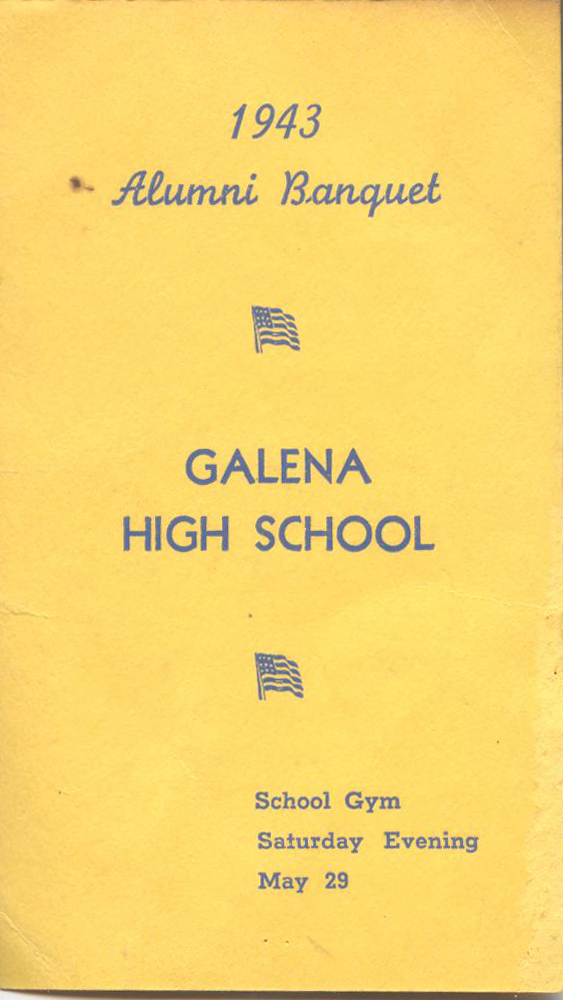 1943
Alumni Banquet
GALENA
HIGH SCHOOL
School Gym
Saturday Evening
May 29